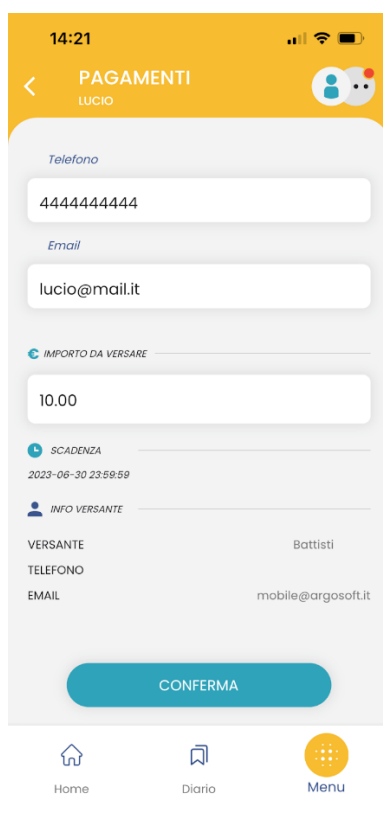 14:21
PAGAMENTI
LUCIO
Telefono
4444444444
Email
lucio@mail.it
IMPORTO DA VERSARE
10.00
SCADENZA
2023-06-30 23:59:59
INFO VERSANTE
VERSANTE Battisti
TELEFONO
EMAIL mobile@argosoft.it
CONFERMA
Home Diario Menu